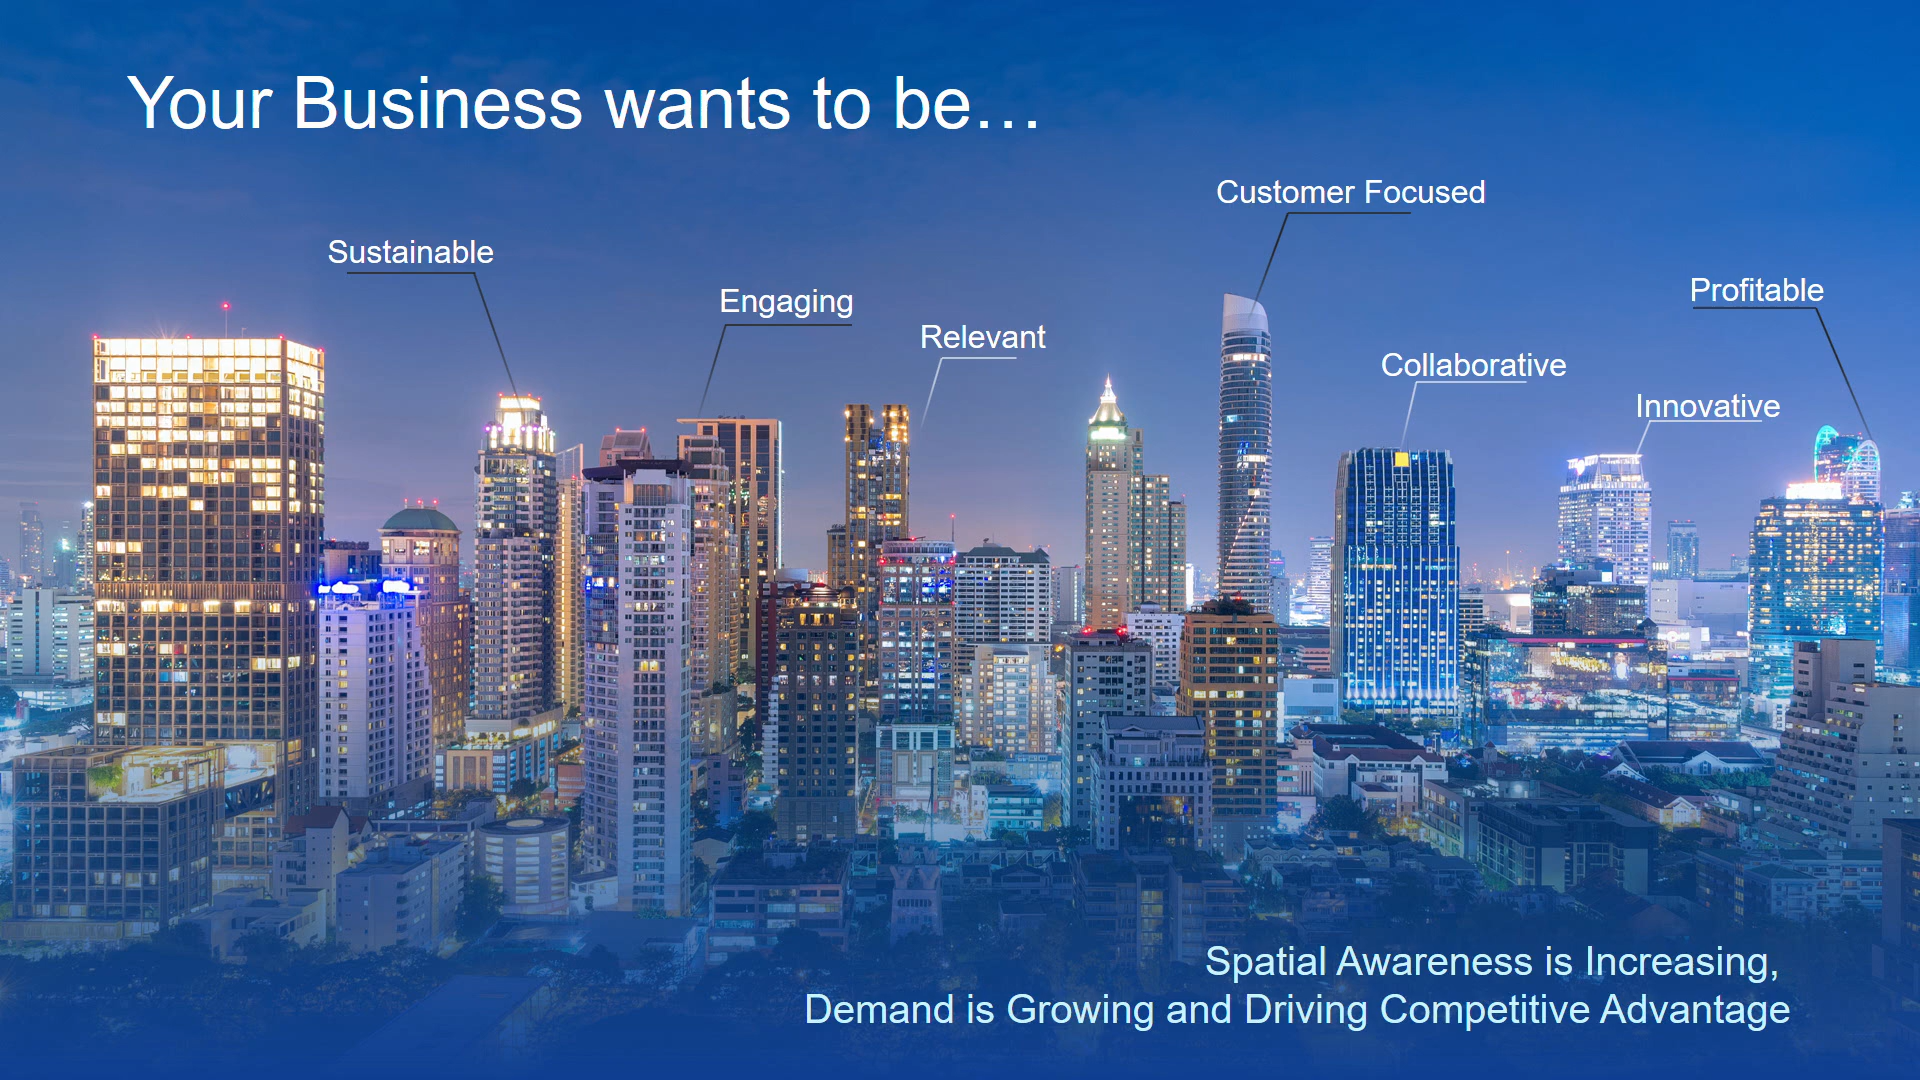 Your Business wants to be…
Customer Focused
Sustainable
Profitable
Engaging
Relevant
Collaborative
Innovative
Spatial Awareness is Increasing,
Demand is Growing and Driving Competitive Advantage